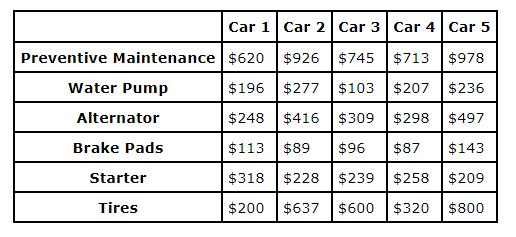 Car 1 Car 2 Car 3 Car 4 Car 5
Preventive Maintenance $620 $926 $745 $713 $978
Water Pump $196 $277 $103 $207 $236
Alternator $248 $416 $309 $298 $497
Brake Pads $113 $89 $96 $87 $143
Starter $318 $228 $239 $258 $209
Tires $200 $637 $600 $320 $800